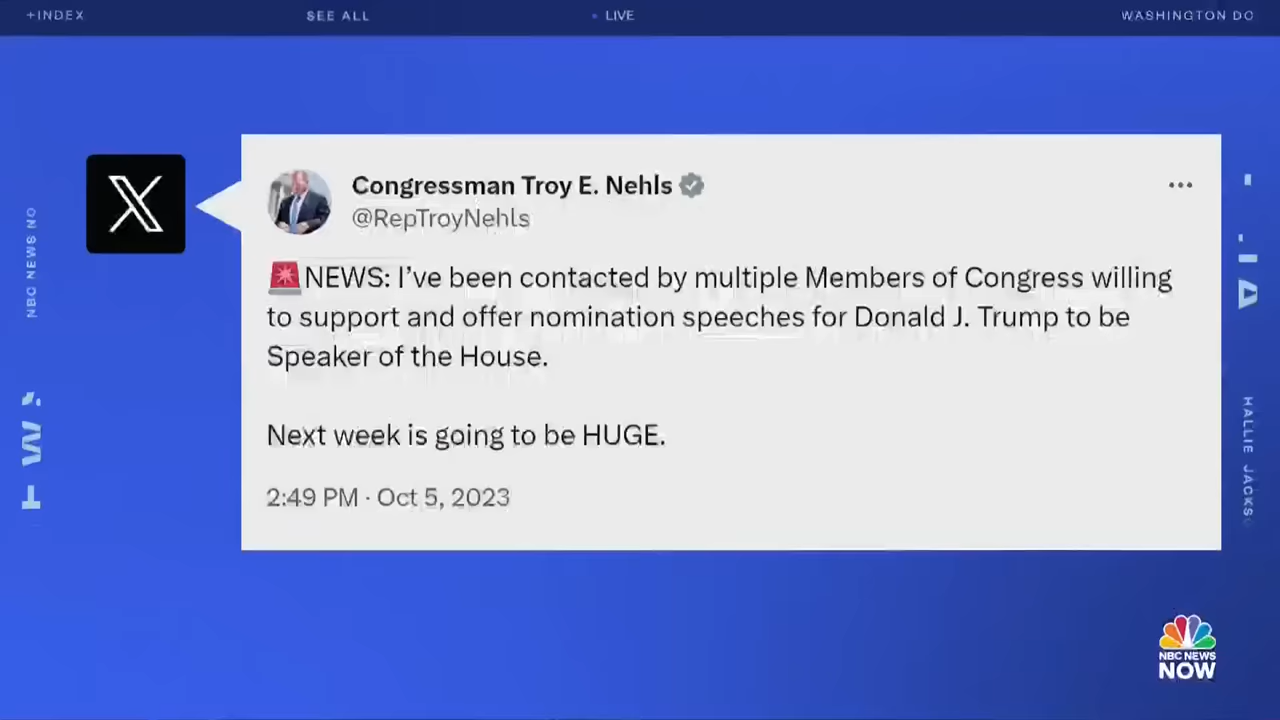 +INDEX
SEE ALL
LIVE
WASHINGTON DC
Congressman Troy E. Nehls
@RepTroyNehls
🚨NEWS: I’ve been contacted by multiple Members of Congress willing
to support and offer nomination speeches for Donald J. Trump to be
Speaker of the House.
Next week is going to be HUGE.
2:49 PM · Oct 5, 2023
NBC NEWS NO
HALLIE JACKS
NBC NEWS
NOW